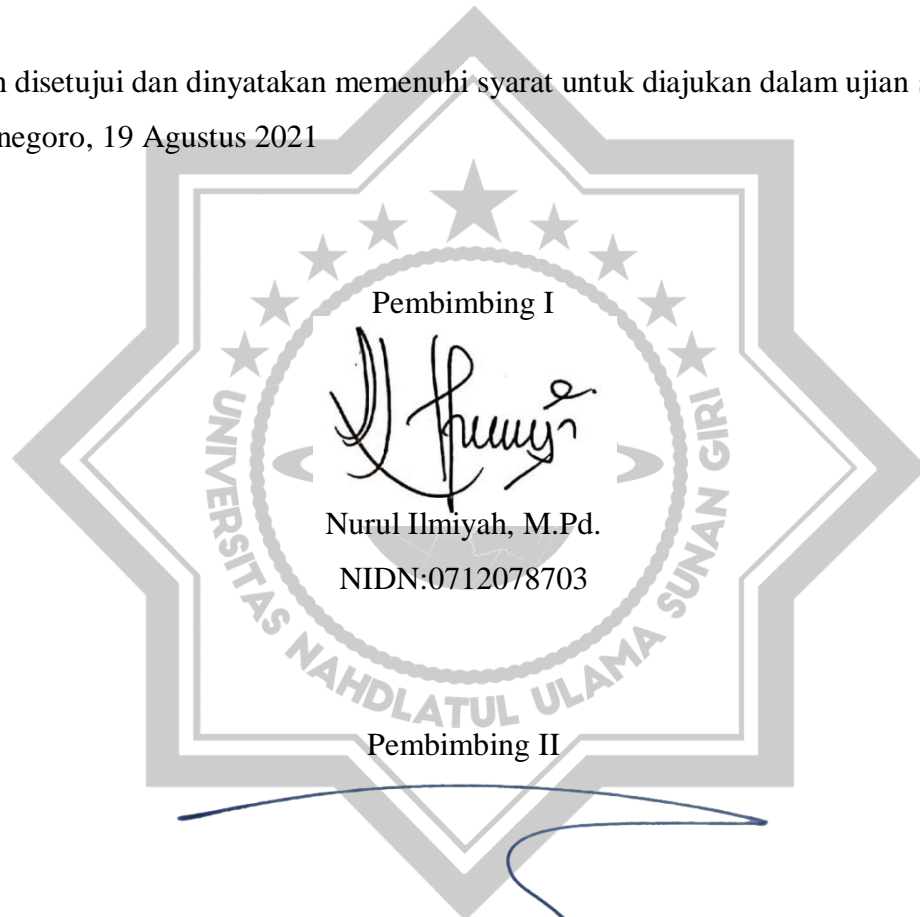 disetujui dan dinyatakan memenuhi syarat untuk diajukan dalam ujian
negoro, 19 Agustus 2021
Pembimbing I
Nurul Ilmiyah, M.Pd.
NIDN:0712078703
UNIVERSITAS NAHDLATUL ULAMA SUNAN GIRI
Pembimbing II